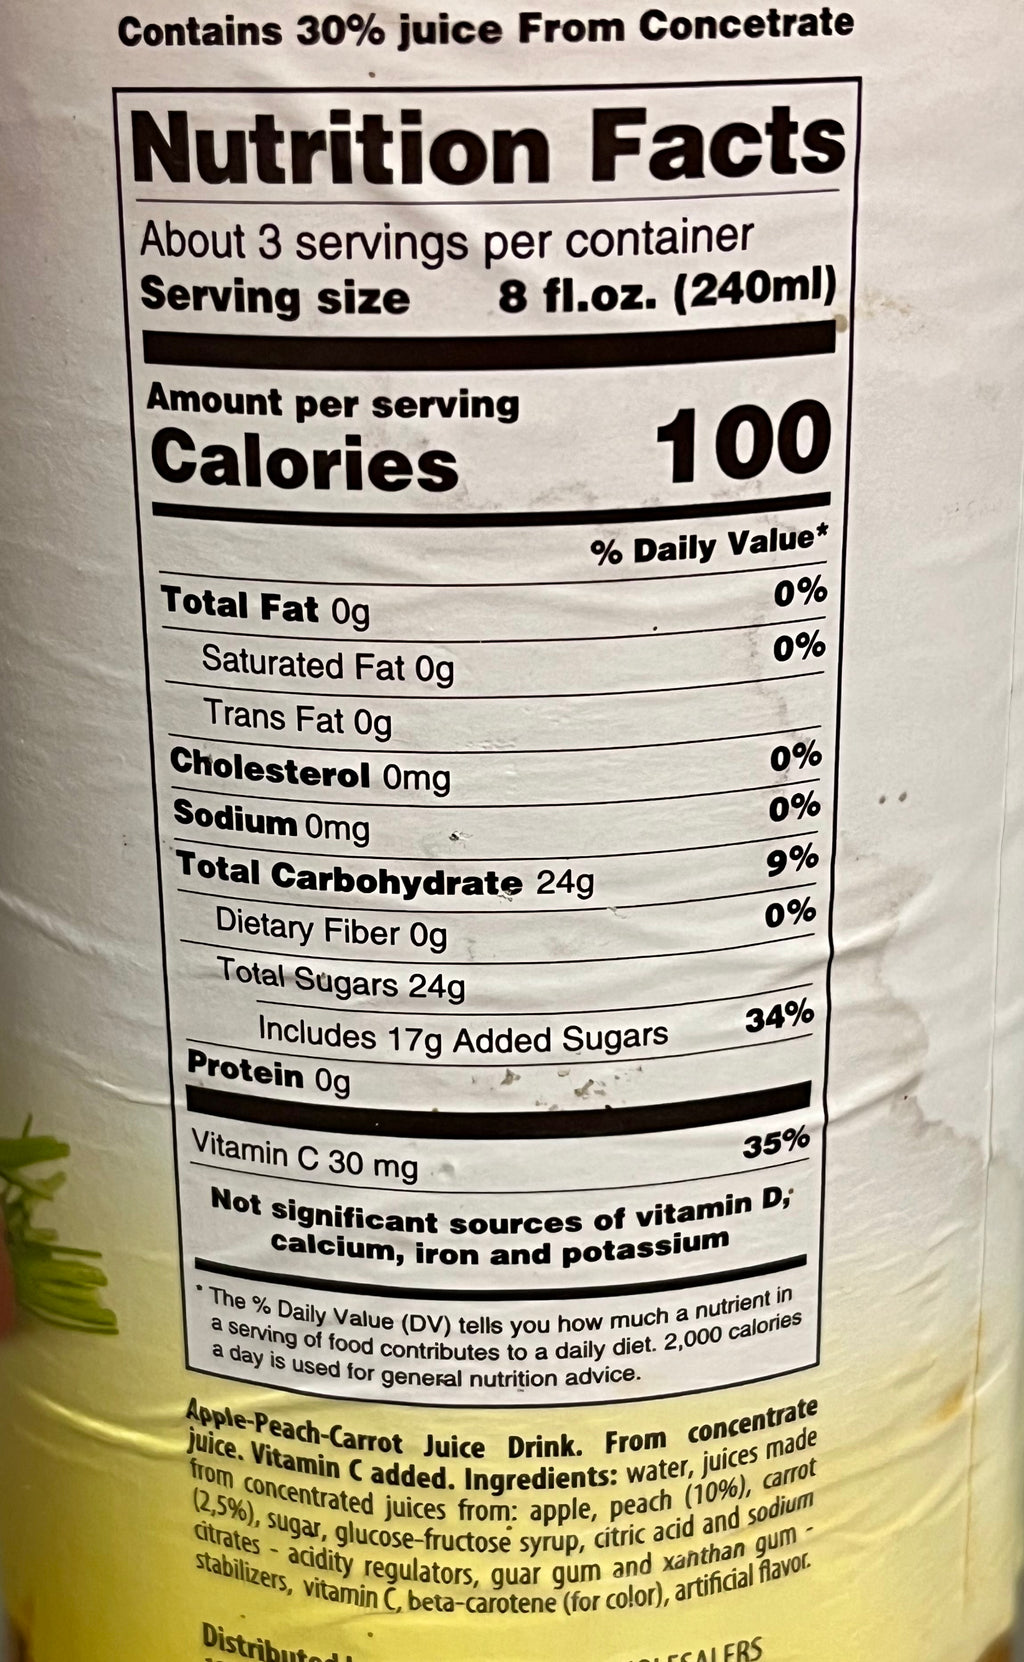 Contains 30% juice From Concetrate
Nutrition Facts
About 3 servings per container
Serving size 8 fl.oz. (240ml)
Amount per serving
Calories 100
% Daily Value*
Total Fat 0g 0%
Saturated Fat 0g 0%
Trans Fat 0g
Cholesterol 0mg 0%
Sodium 0mg 0%
Total Carbohydrate 24g 9%
Dietary Fiber 0g 0%
Total Sugars 24g
Includes 17g Added Sugars 34%
Protein 0g
Vitamin C 30 mg 35%
Not significant sources of vitamin D,
calcium, iron and potassium
* The % Daily Value (DV) tells you how much a nutrient in
a serving of food contributes to a daily diet. 2,000 calories
a day is used for general nutrition advice.
Apple-Peach-Carrot Juice Drink. From concentrate
juice. Vitamin C added. Ingredients: water, juices made
from concentrated juices from: apple, peach (10%), carrot
(2,5%), sugar, glucose-fructose syrup, citric acid and sodium
citrates - acidity regulators, guar gum and xanthan gum -
stabilizers, vitamin C, beta-carotene (for color), artificial flavor.